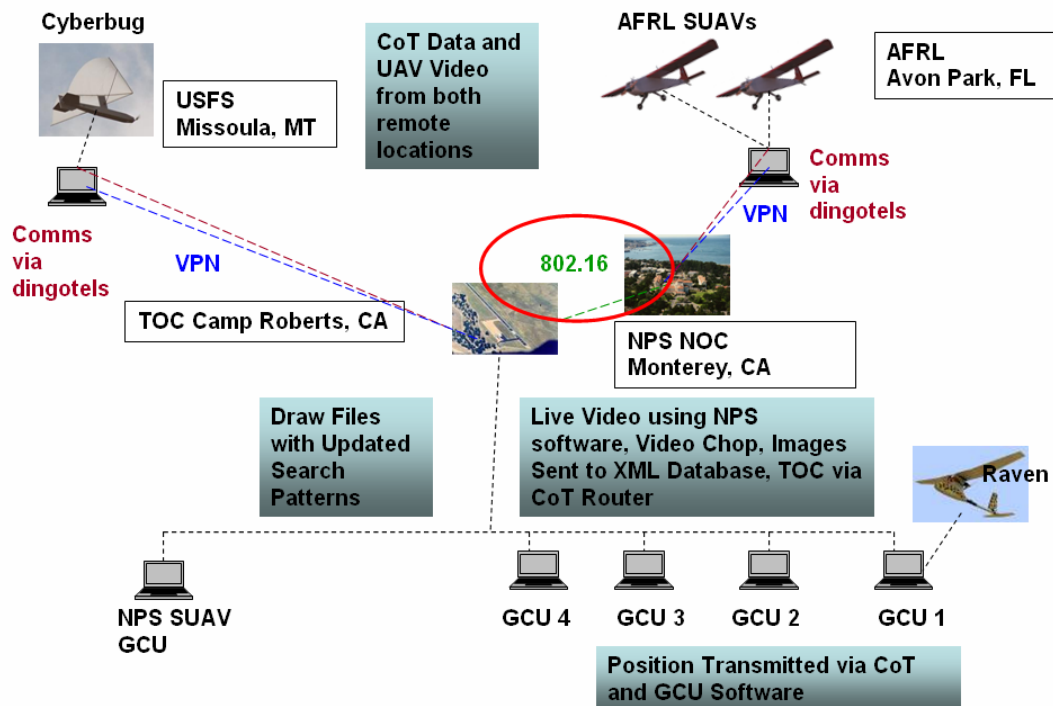 Cyberbug
USFS
Missoula, MT
CoT Data and
UAV Video
from both
remote
locations
AFRL SUAVs
AFRL
Avon Park, FL
Comms
via
dingotels
VPN
Comms
via
dingotels
VPN
802.16
TOC Camp Roberts, CA
NPS NOC
Monterey, CA
Draw Files
with Updated
Search
Patterns
Live Video using NPS
software, Video Chop, Images
Sent to XML Database, TOC via
CoT Router
Raven
NPS SUAV
GCU
GCU 4
GCU 3
GCU 2
GCU 1
Position Transmitted via CoT
and GCU Software